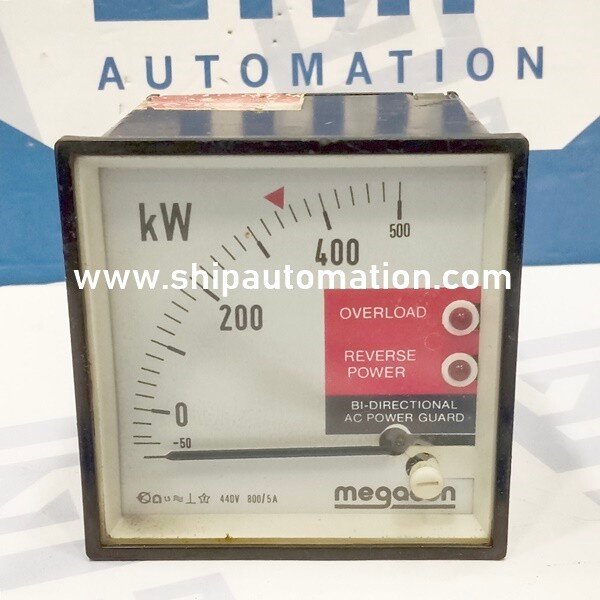 AUTOMATION
kW
500
400
www.shipautomation.com
200
OVERLOAD
REVERSE
POWER
0
BI-DIRECTIONAL
AC POWER GUARD
-50
440V 800/5A